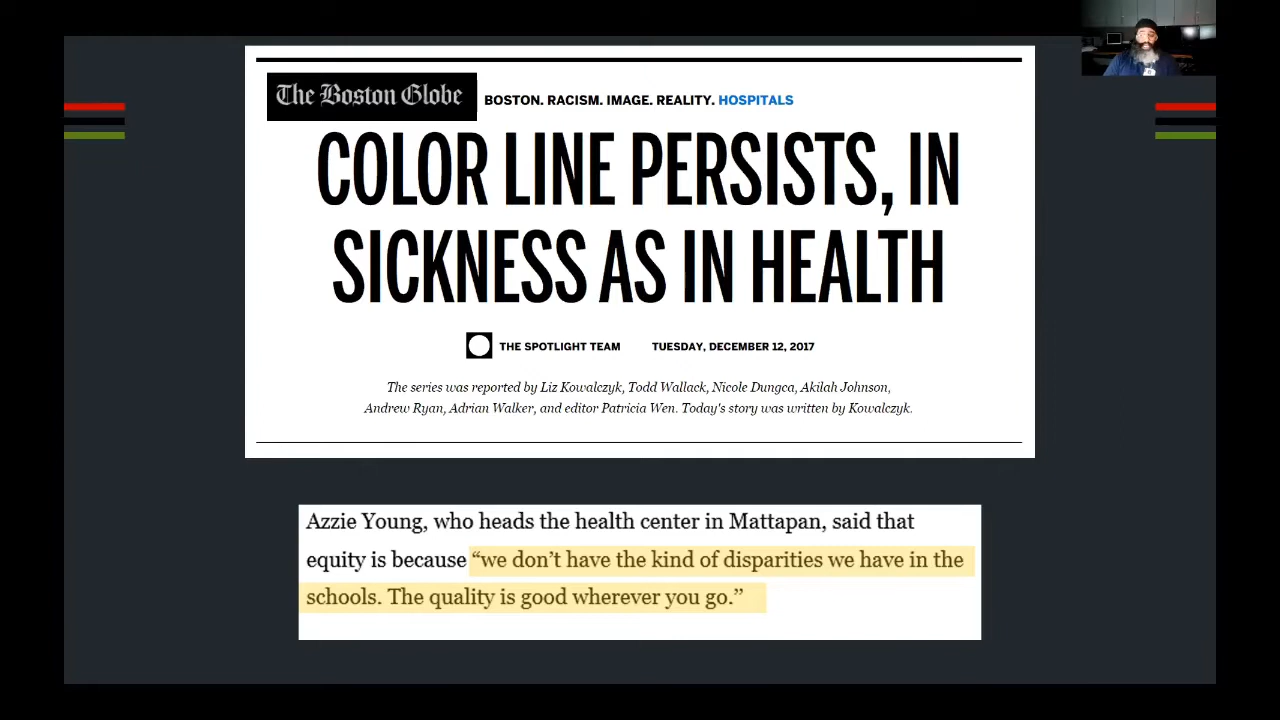 The Boston Globe BOSTON. RACISM. IMAGE. REALITY. HOSPITALS
COLOR LINE PERSISTS, IN
SICKNESS AS IN HEALTH
THE SPOTLIGHT TEAM TUESDAY, DECEMBER 12, 2017
The series was reported by Liz Kowalczyk, Todd Wallack, Nicole Dungca, Akilah Johnson,
Andrew Ryan, Adrian Walker, and editor Patricia Wen. Today's story was written by Kowalczyk.
Azzie Young, who heads the health center in Mattapan, said that
equity is because “we don’t have the kind of disparities we have in the
schools. The quality is good wherever you go.”